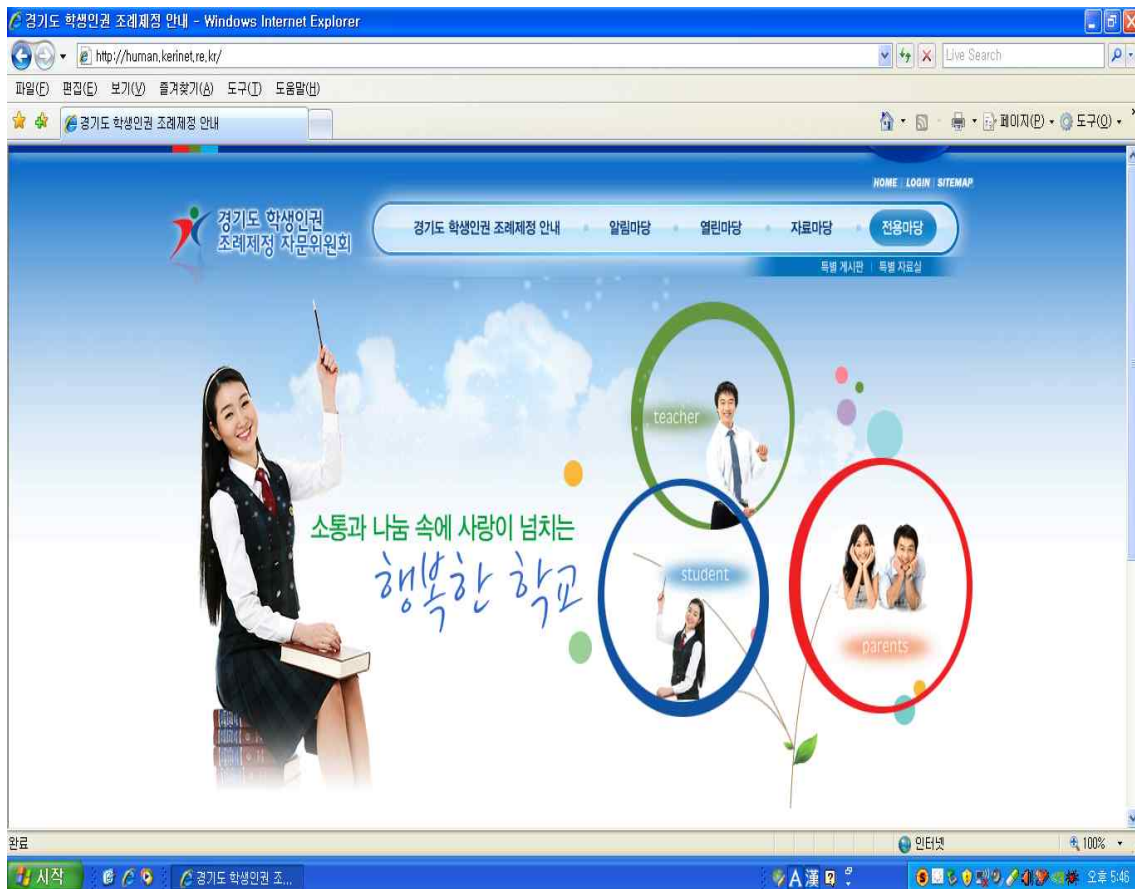 경기도 학생인권 조례제정 안내 - Windows Internet Explorer
http://human.kerinet.re.kr/
Live Search
파일(F) 편집(E) 보기(V) 즐겨찾기(A) 도구(T) 도움말(H)
경기도 학생인권 조례제정 안내
페이지(P) 도구(O)
HOME LOGIN SITEMAP
경기도 학생인권
조례제정 자문위원회
경기도 학생인권 조례제정 안내 알림마당 열린마당 자료마당 전용마당
특별 게시판 특별 자료실
teacher
소통과 나눔 속에 사랑이 넘치는
행복한 학교
student
parents
완료
인터넷
100%
시작
경기도 학생인권 조...
A 漢
오후 5:46